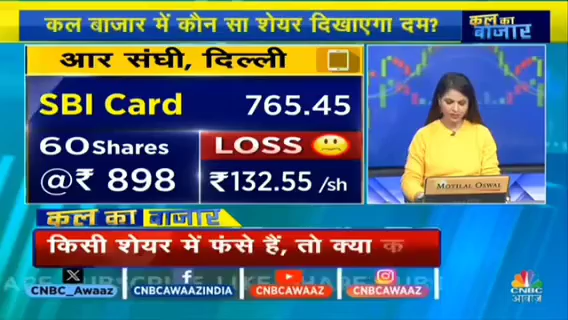 कल बाजार में कौन सा शेयर दिखाएगा दम?
कल का
बाजार
आर संघी, दिल्ली
SBI Card 765.45
60 Shares LOSS
@₹ 898 ₹132.55 /sh
MOTILAL OSWAL
कल का बाजार
किसी शेयर में फंसे हैं, तो क्या क
CNBC_Awaaz CNBCAWAAZINDIA CNBCAWAAZ CNBCAWAAZ
CNBC
आवाज़